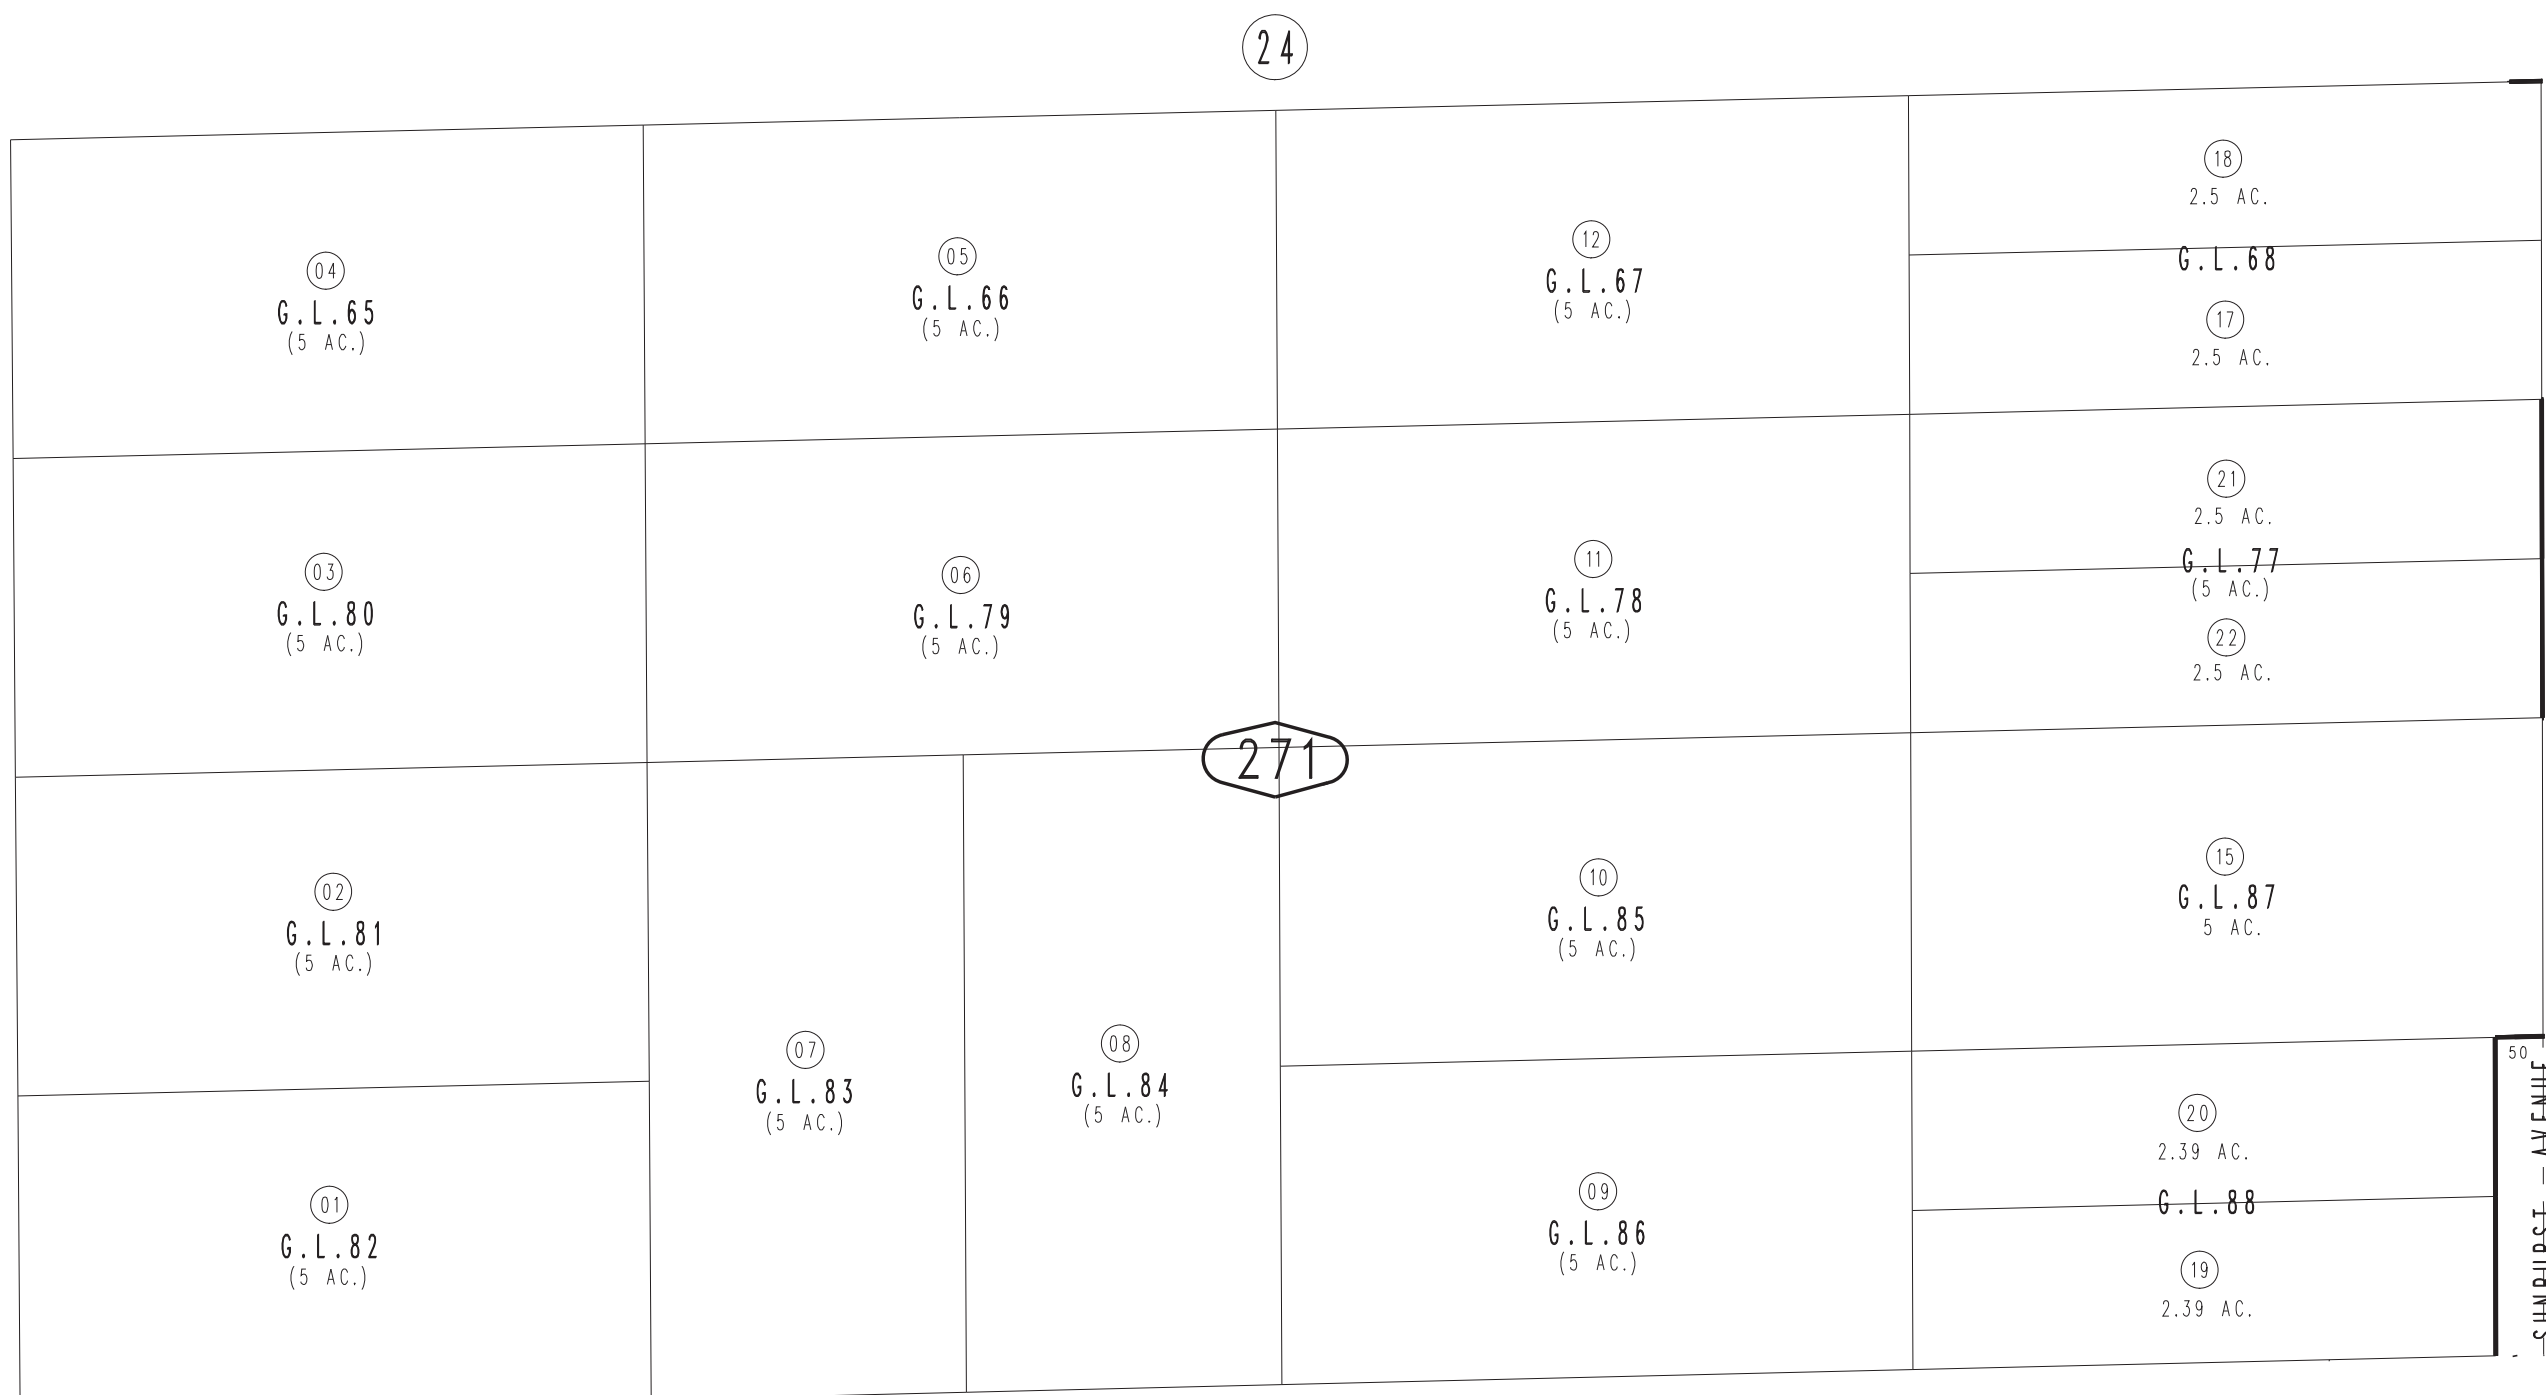 24
04
G.L.65
(5 AC.)
05
G.L.66
(5 AC.)
12
G.L.67
(5 AC.)
18
2.5 AC.
G.L.68
17
2.5 AC.
03
G.L.80
(5 AC.)
06
G.L.79
(5 AC.)
11
G.L.78
(5 AC.)
21
2.5 AC.
G.L.77
(5 AC.)
22
2.5 AC.
271
02
G.L.81
(5 AC.)
07
G.L.83
(5 AC.)
08
G.L.84
(5 AC.)
10
G.L.85
(5 AC.)
15
G.L.87
5 AC.
01
G.L.82
(5 AC.)
09
G.L.86
(5 AC.)
20
2.39 AC.
G.L.88
19
2.39 AC.
50
SUNBURST AVENUE